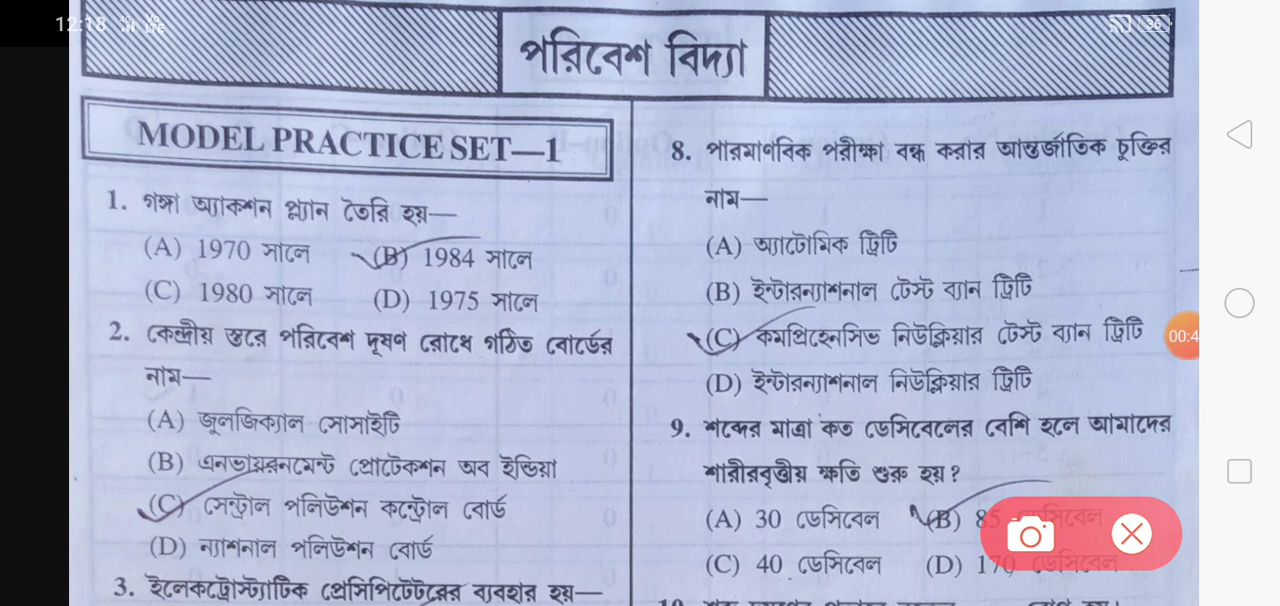 12:18
36
পরিবেশ বিদ্যা
MODEL PRACTICE SET—1
1. গঙ্গা অ্যাকশন প্ল্যান তৈরি হয়—
(A) 1970 সালে (B) 1984 সালে
(C) 1980 সালে (D) 1975 সালে
2. কেন্দ্রীয় স্তরে পরিবেশ দূষণ রোধে গঠিত বোর্ডের
নাম—
(A) জুলজিক্যাল সোসাইটি
(B) এনভায়রনমেন্ট প্রোটেকশন অব ইন্ডিয়া
(C) সেন্ট্রাল পলিউশন কন্ট্রোল বোর্ড
(D) ন্যাশনাল পলিউশন বোর্ড
3. ইলেকট্রোস্ট্যাটিক প্রেসিপিটেটরের ব্যবহার হয়—
8. পারমাণবিক পরীক্ষা বন্ধ করার আন্তর্জাতিক চুক্তির
নাম—
(A) অ্যাটোমিক ট্রিটি
(B) ইন্টারন্যাশনাল টেস্ট ব্যান ট্রিটি
(C) কমপ্রিহেনসিভ নিউক্লিয়ার টেস্ট ব্যান ট্রিটি
(D) ইন্টারন্যাশনাল নিউক্লিয়ার ট্রিটি
00:4
9. শব্দের মাত্রা কত ডেসিবেলের বেশি হলে আমাদের
শারীরবৃত্তীয় ক্ষতি শুরু হয়?
(A) 30 ডেসিবেল (B) 85 ডেসিবেল
(C) 40 ডেসিবেল (D) 170 ডেসিবেল